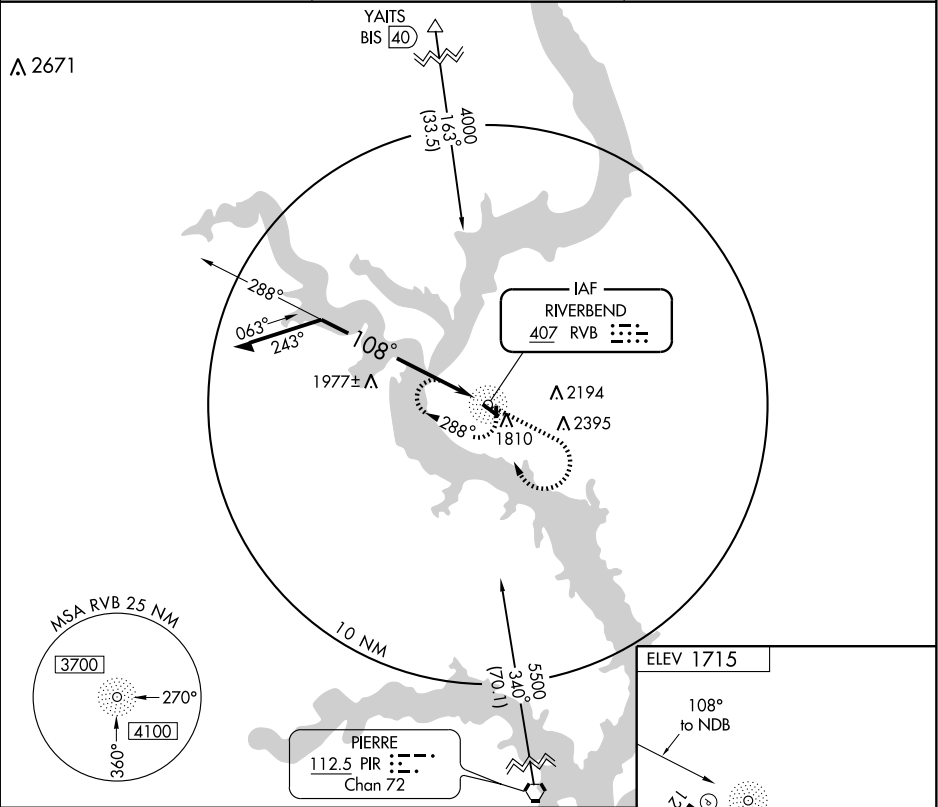 YAITS
BIS 40
2671
4000
163°
(33.5)
288°
063°
243°
108°
1977±
IAF
RIVERBEND
407 RVB
2194
2395
1810
288°
MSA RVB 25 NM
3700
270°
4100
360°
10 NM
5500
340°
(70.1)
PIERRE
112.5 PIR
Chan 72
ELEV 1715
108°
to NDB
12
P